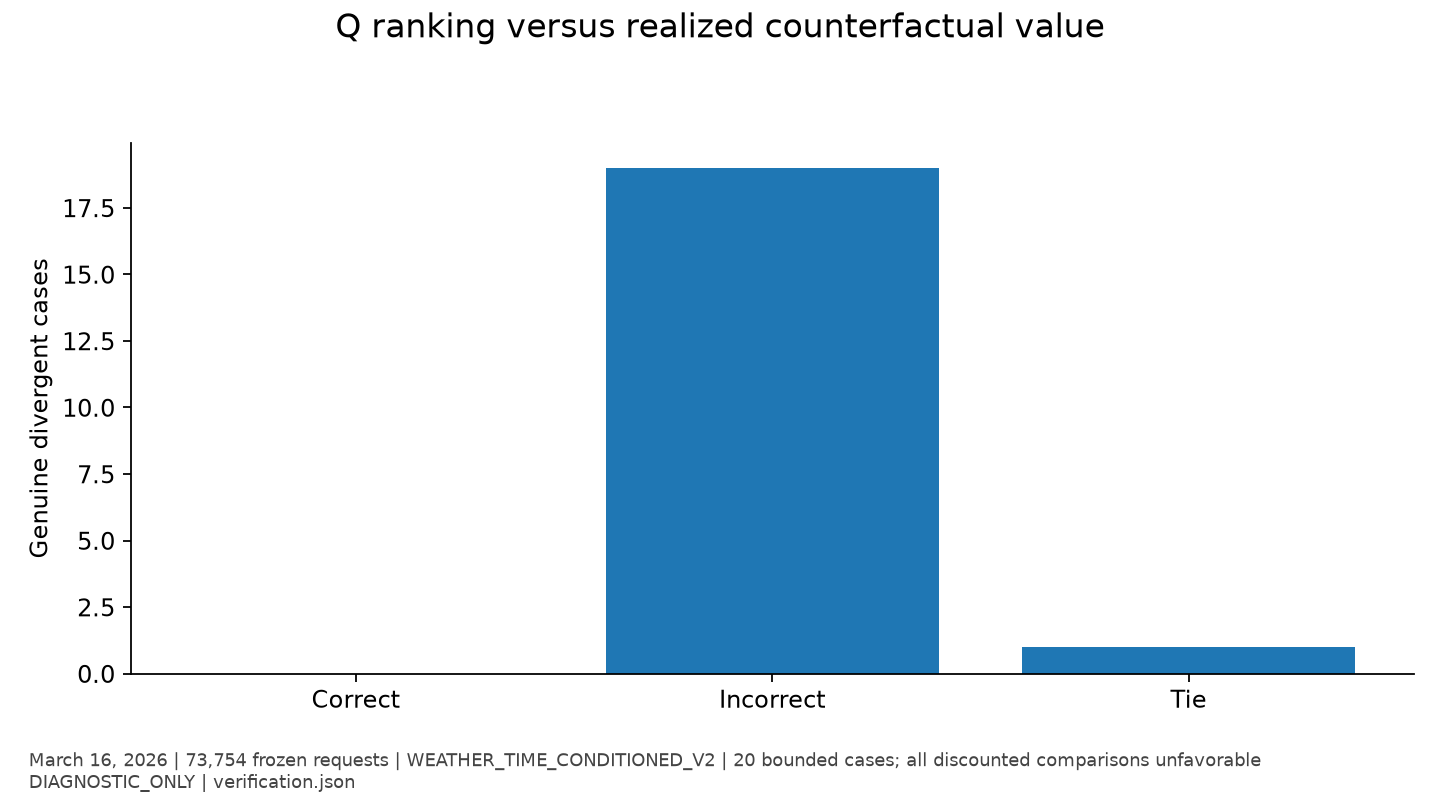 Q ranking versus realized counterfactual value
Genuine divergent cases
17.5
15.0
12.5
10.0
7.5
5.0
2.5
0.0
Correct
Incorrect
Tie
March 16, 2026 | 73,754 frozen requests | WEATHER_TIME_CONDITIONED_V2 | 20 bounded cases; all discounted comparisons unfavorable
DIAGNOSTIC_ONLY | verification.json